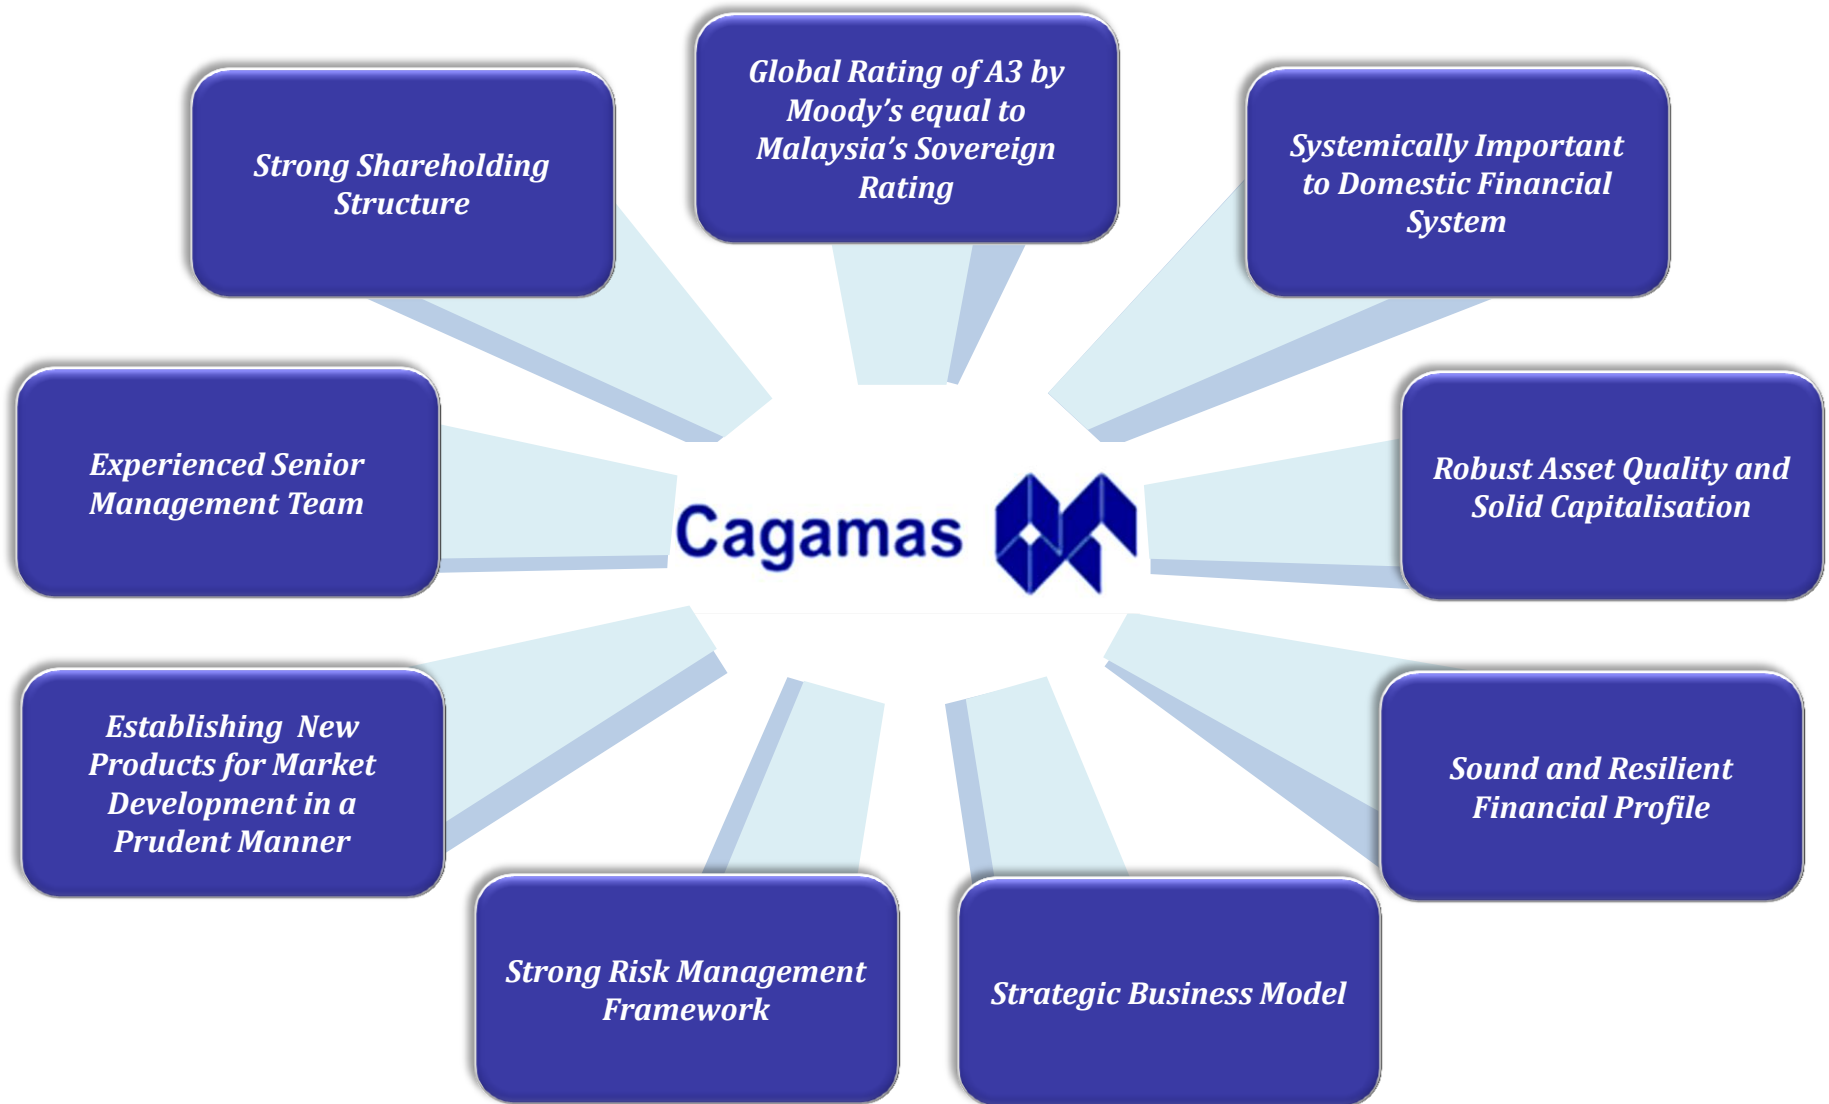 Global Rating of A3 by
Moody’s equal to
Malaysia’s Sovereign
Rating
Strong Shareholding
Structure
Systemically Important
to Domestic Financial
System
Experienced Senior
Management Team
Robust Asset Quality and
Solid Capitalisation
Cagamas
Establishing  New
Products for Market
Development in a
Prudent Manner
Sound and Resilient
Financial Profile
Strong Risk Management
Framework
Strategic Business Model